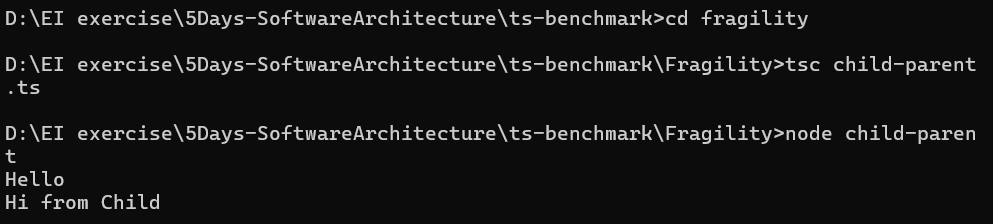 D:\EI exercise\5Days-SoftwareArchitecture\ts-benchmark>cd fragility
D:\EI exercise\5Days-SoftwareArchitecture\ts-benchmark\Fragility>tsc child-parent
.ts
D:\EI exercise\5Days-SoftwareArchitecture\ts-benchmark\Fragility>node child-paren
t
Hello
Hi from Child